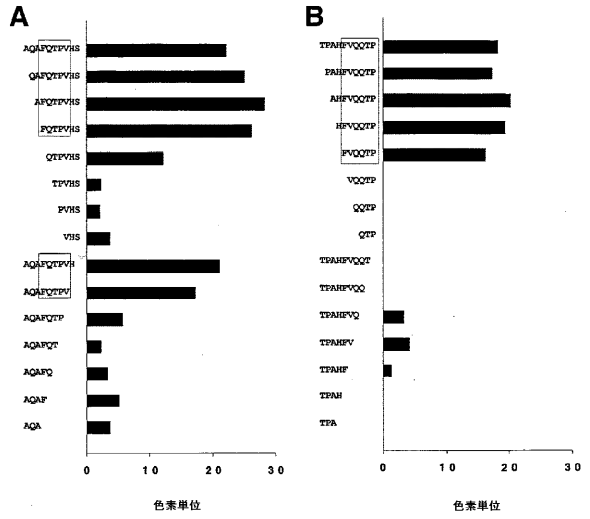 A
AQAFQTPVHS
QAFQTPVHS
AFQTPVHS
FQTPVHS
QTPVHS
TPVHS
PVHS
VHS
AQAFQTPVH
AQAFQTPV
AQAFQTP
AQAFQT
AQAFQ
AQAF
AQA
0 10 20 30
色素単位
B
TPAHFVQQTP
PAHFVQQTP
AHFVQQTP
HFVQQTP
FVQQTP
VQQTP
QQTP
QTP
TPAHFVQQT
TPAHFVQQ
TPAHFVQ
TPAHFV
TPAHF
TPAH
TPA
0 10 20 30
色素単位